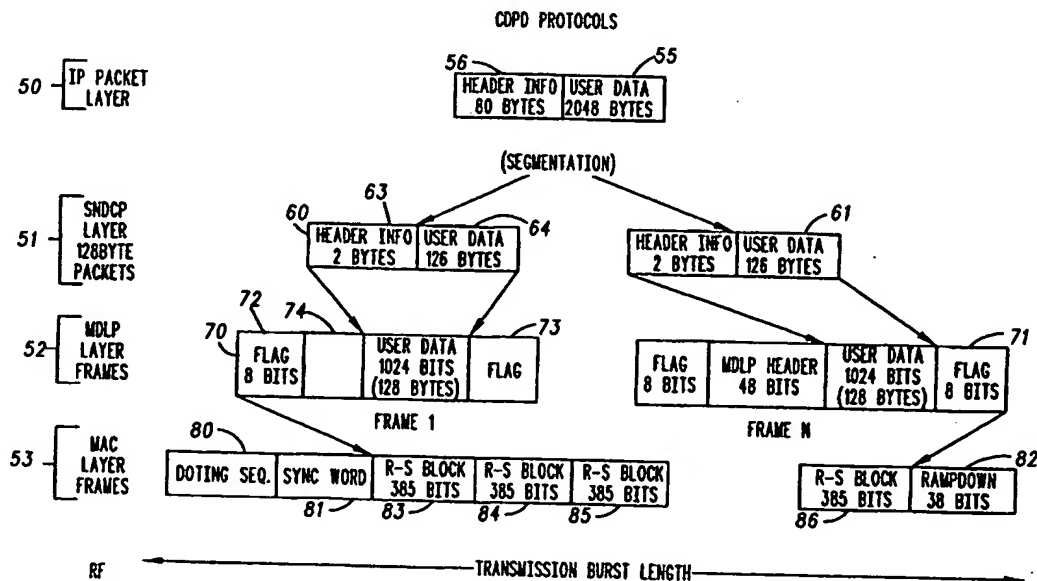 CDPD PROTOCOLS
50
IP PACKET
LAYER
56
55
HEADER INFO
80 BYTES
USER DATA
2048 BYTES
(SEGMENTATION)
51
SNDCP
LAYER
128BYTE
PACKETS
60
63
64
HEADER INFO
2 BYTES
USER DATA
126 BYTES
61
HEADER INFO
2 BYTES
USER DATA
126 BYTES
52
MDLP
LAYER
FRAMES
70
72
74
73
FLAG
8 BITS
USER DATA
1024 BITS
(128 BYTES)
FLAG
FRAME 1
71
FLAG
8 BITS
MDLP HEADER
48 BITS
USER DATA
1024 BITS
(128 BYTES)
FLAG
8 BITS
FRAME N
53
MAC
LAYER
FRAMES
80
DOTING SEQ.
SYNC WORD
R-S BLOCK
385 BITS
R-S BLOCK
385 BITS
R-S BLOCK
385 BITS
81
83
84
85
82
R-S BLOCK
385 BITS
RAMPDOWN
38 BITS
86
RF
TRANSMISSION BURST LENGTH